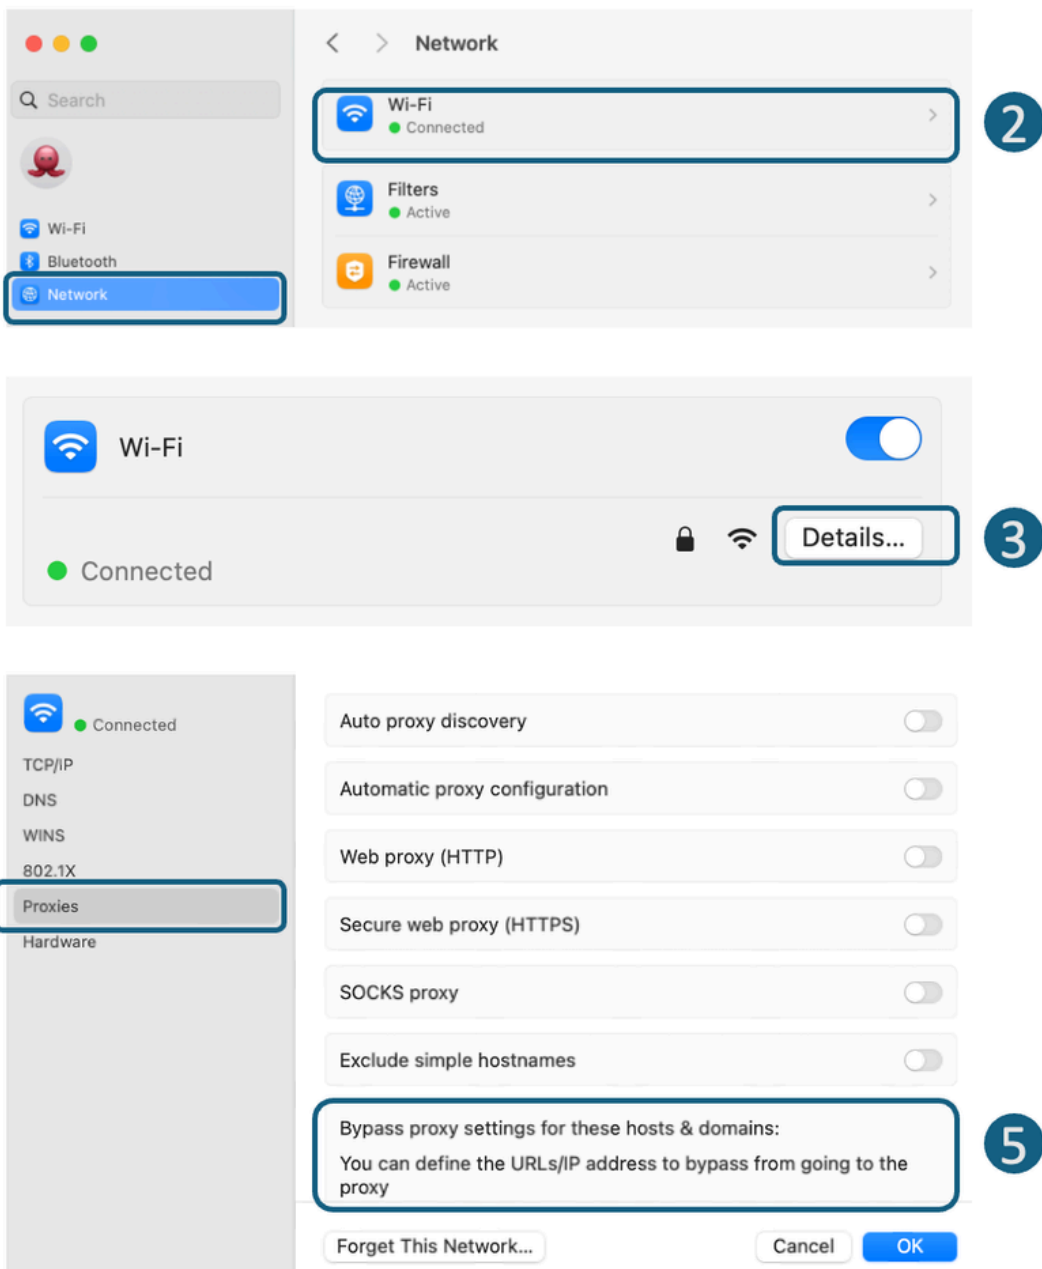 Network
Search
Wi-Fi
Connected
2
Filters
Active
Wi-Fi
Bluetooth
Firewall
Active
Network
Wi-Fi
Details...
3
Connected
Connected
TCP/IP
DNS
WINS
802.1X
Proxies
Hardware
Auto proxy discovery
Automatic proxy configuration
Web proxy (HTTP)
Secure web proxy (HTTPS)
SOCKS proxy
Exclude simple hostnames
Bypass proxy settings for these hosts & domains:
You can define the URLs/IP address to bypass from going to the
proxy
5
Forget This Network...
Cancel
OK